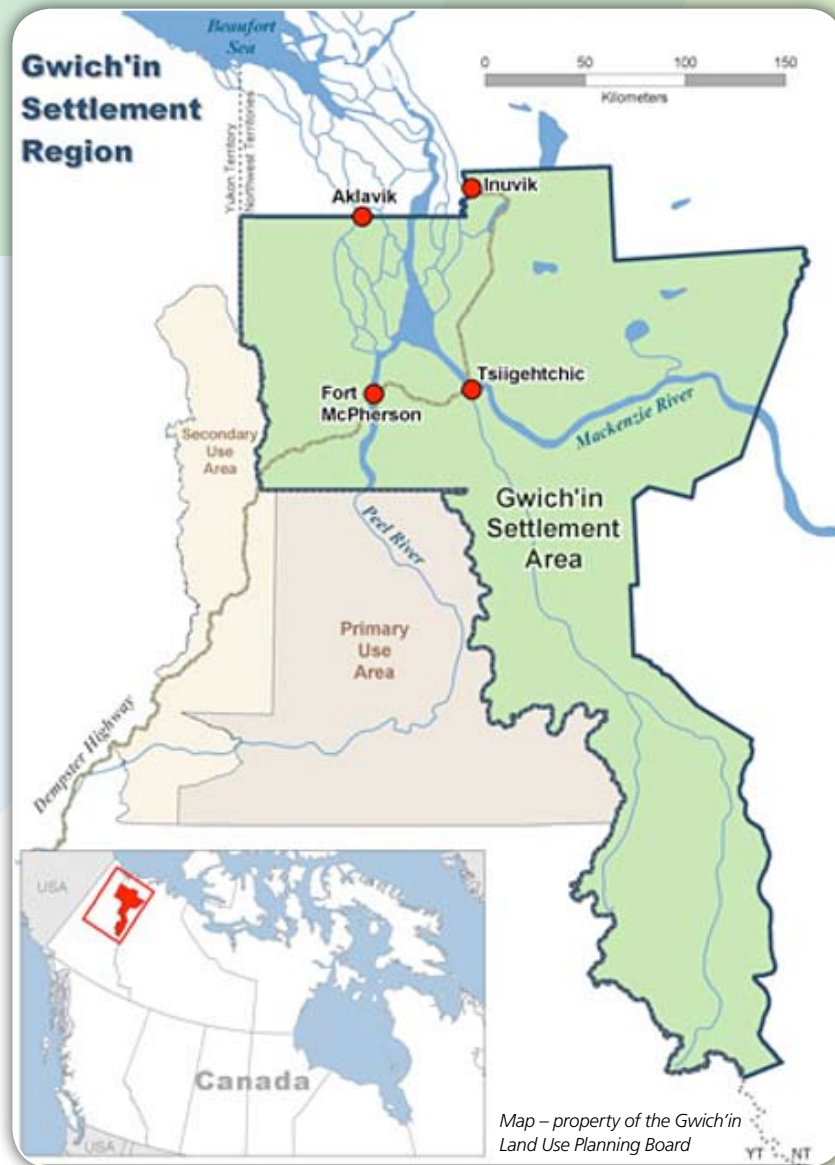 Gwich'in
Settlement
Region
Beaufort
Sea
0 50 100 150
Kilometers
Yukon Territory
Northwest Territories
Aklavik
Inuvik
Fort
McPherson
Tsiigehtchic
Mackenzie River
Secondary
Use
Area
Gwich'in
Settlement
Area
Peel River
Primary
Use
Area
Dempster Highway
USA
Canada
USA
Map – property of the Gwich'in
Land Use Planning Board
YT NT